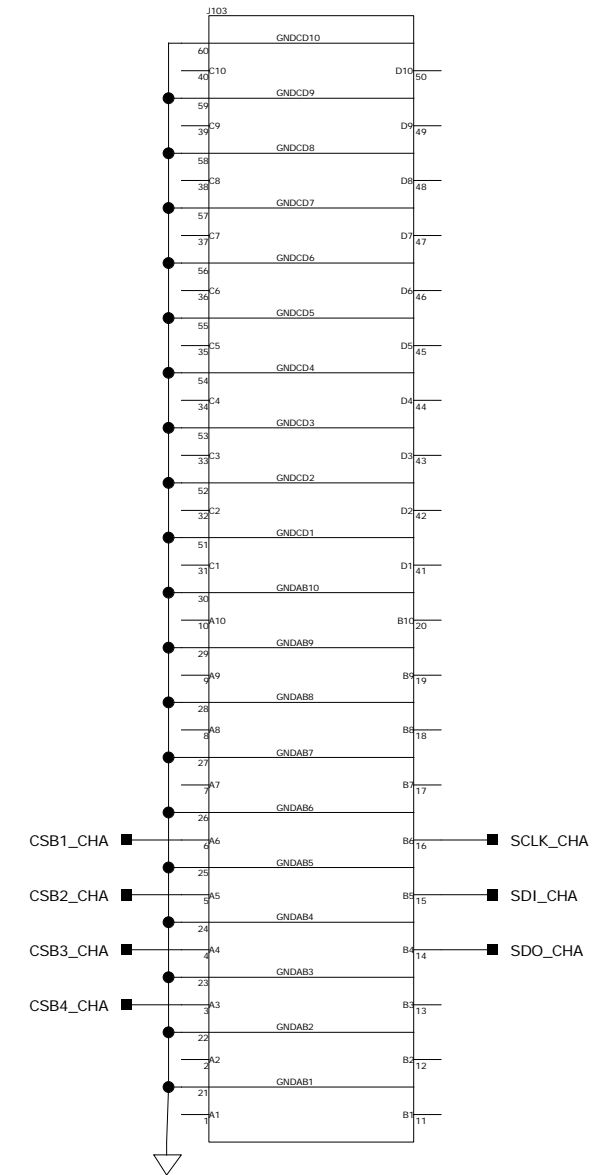 J103
GNDCD10
60
C10 D10
40 50
GNDCD9
59
C9 D9
39 49
GNDCD8
58
C8 D8
38 48
GNDCD7
57
C7 D7
37 47
GNDCD6
56
C6 D6
36 46
GNDCD5
55
C5 D5
35 45
GNDCD4
54
C4 D4
34 44
GNDCD3
53
C3 D3
33 43
GNDCD2
52
C2 D2
32 42
GNDCD1
51
C1 D1
31 41
GNDAB10
30
A10 B10
10 20
GNDAB9
29
A9 B9
9 19
GNDAB8
28
A8 B8
8 18
GNDAB7
27
A7 B7
7 17
GNDAB6
26
CSB1_CHA A6 B6 SCLK_CHA
6 16
GNDAB5
25
CSB2_CHA A5 B5 SDI_CHA
5 15
GNDAB4
24
CSB3_CHA A4 B4 SDO_CHA
4 14
GNDAB3
23
CSB4_CHA A3 B3
3 13
GNDAB2
22
A2 B2
2 12
GNDAB1
21
A1 B1
1 11